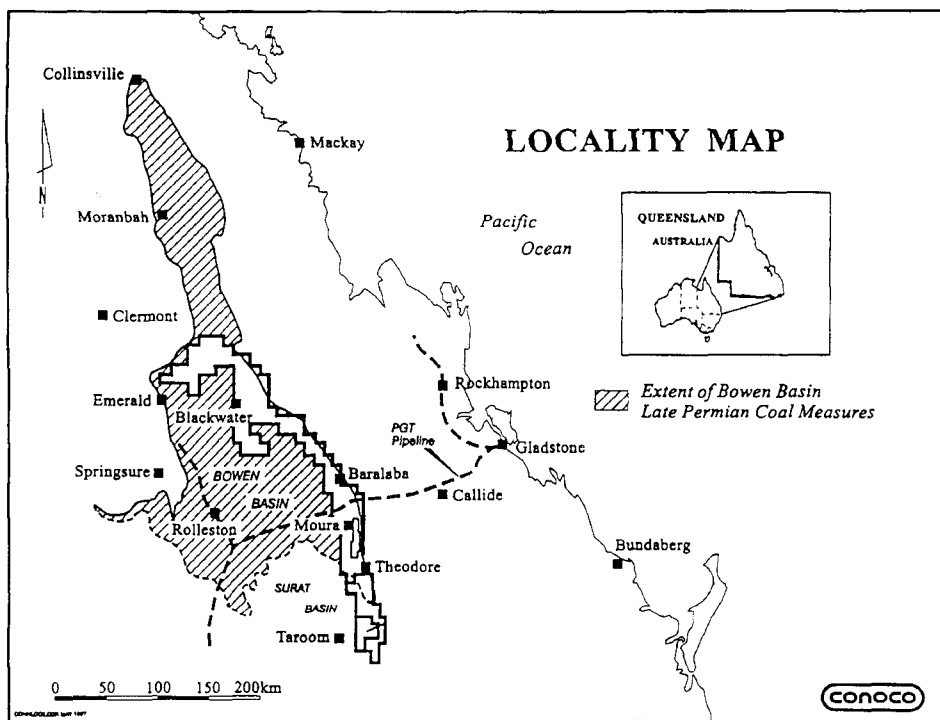 Collinsville
Mackay
LOCALITY MAP
N
Moranbah
Pacific
Ocean
QUEENSLAND
AUSTRALIA
Clermont
Rockhampton
Extent of Bowen Basin
Late Permian Coal Measures
Emerald
Blackwater
PGT
Pipeline
Gladstone
Springsure
BOWEN
BASIN
Baralaba
Callide
Rolleston
Moura
Bundaberg
Theodore
SURAT
BASIN
Taroom
0 50 100 150 200km
conoco